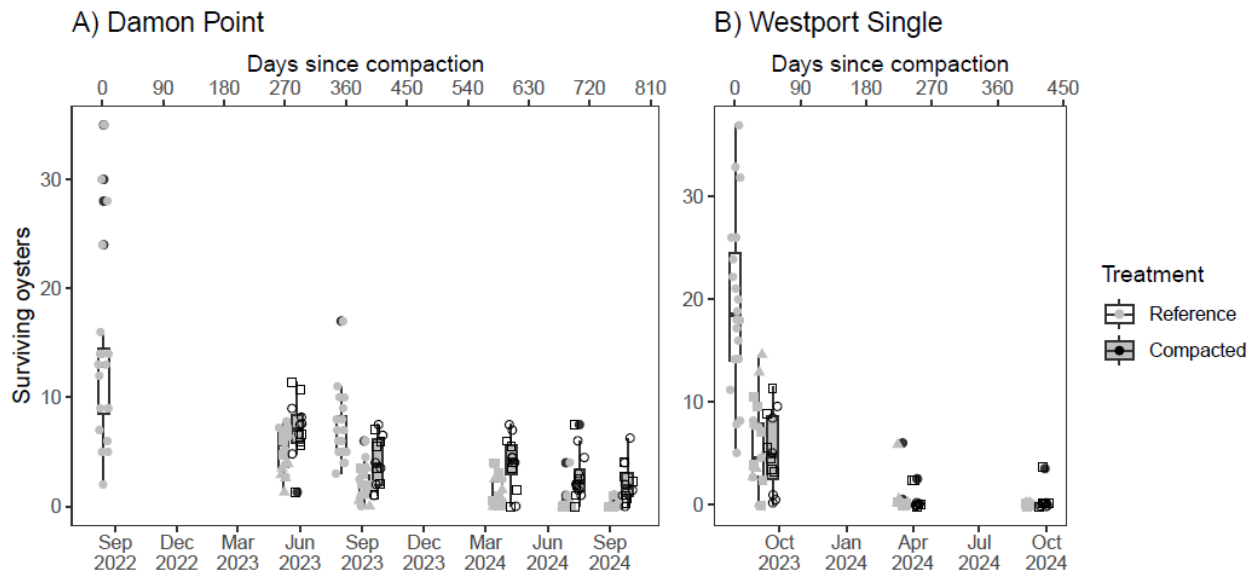 A) Damon Point
B) Westport Single
Days since compaction
Days since compaction
0 90 180 270 360 450 540 630 720 810
0 90 180 270 360 450
Surviving oysters
30
20
10
0
30
20
10
0
Sep Dec Mar Jun Sep Dec Mar Jun Sep
2022 2022 2023 2023 2023 2023 2024 2024 2024
Oct Jan Apr Jul Oct
2023 2024 2024 2024 2024
Treatment
Reference
Compacted